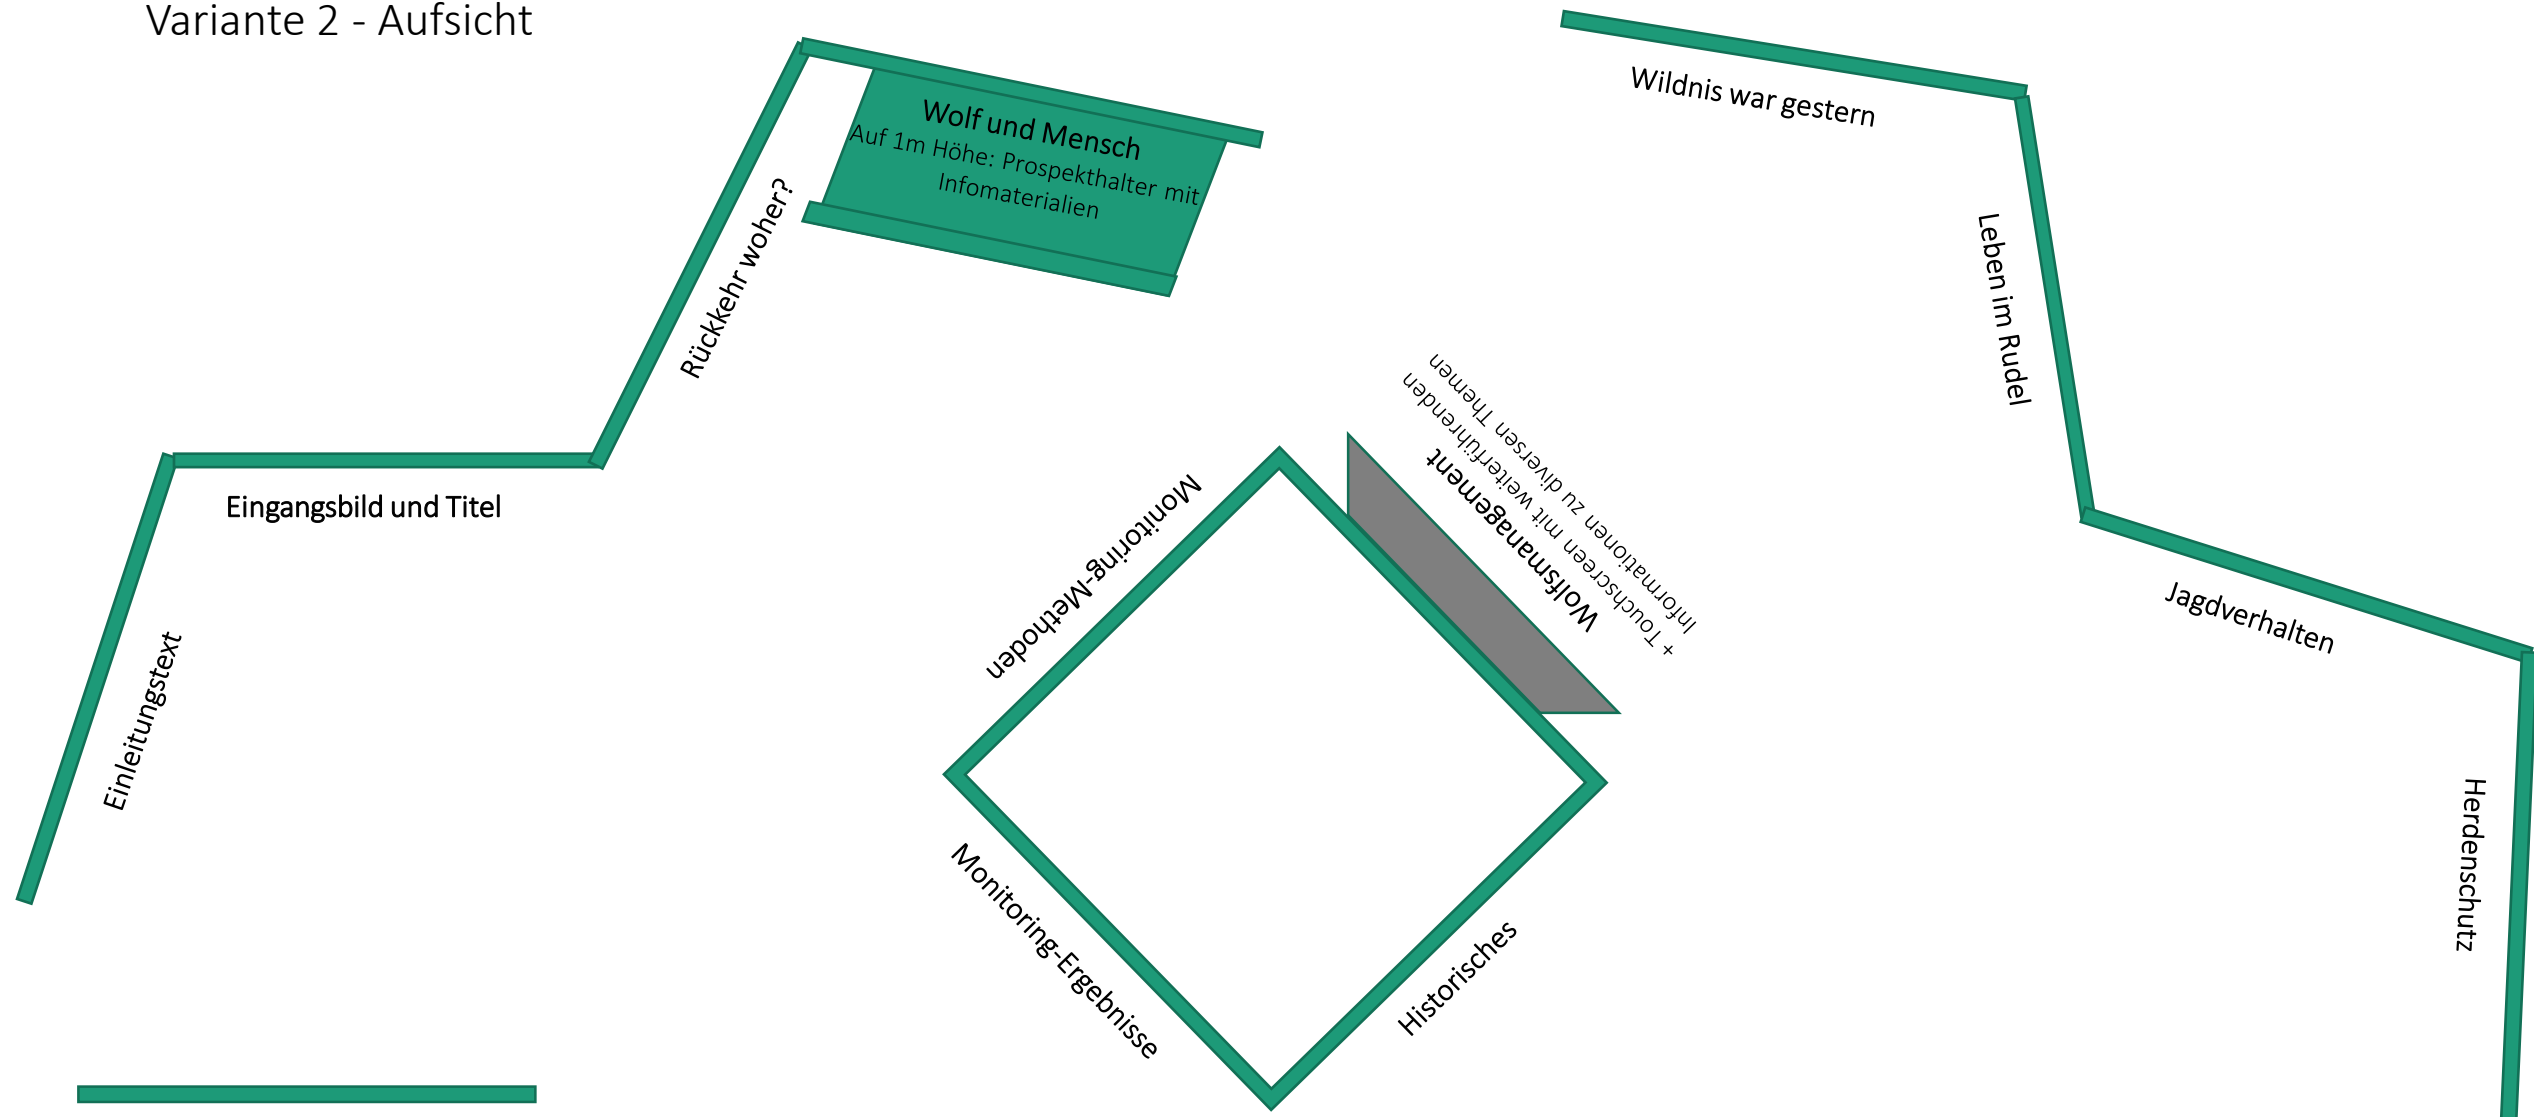 Variante 2 - Aufsicht
Wolf und Mensch
Auf 1m Höhe: Prospekthalter mit
Infomaterialien
Rückkehr woher?
Eingangsbild und Titel
Einleitungstext
Wildnis war gestern
Leben im Rudel
Jagdverhalten
Herdenschutz
Monitoring-Methoden
Wolfsmanagement
+ Touchscreen mit weiterführenden
Informationen zu diversen Themen
Monitoring-Ergebnisse
Historisches